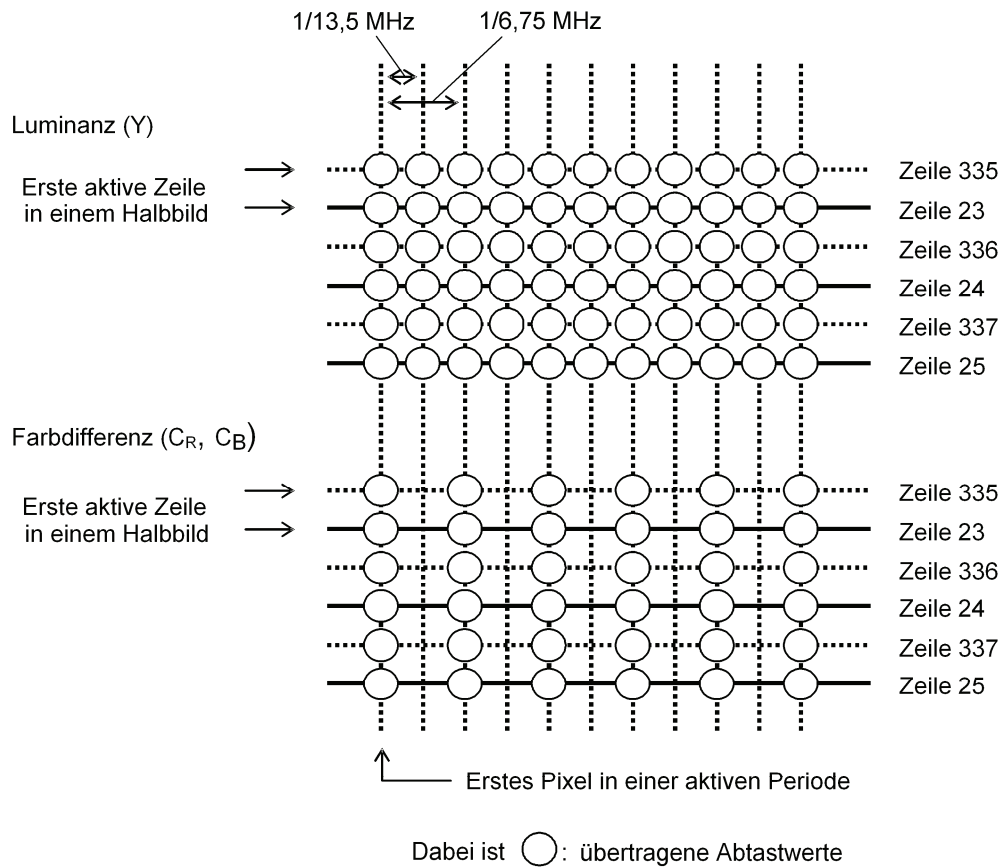 1/13,5 MHz
1/6,75 MHz
Luminanz (Y)
Erste aktive Zeile
in einem Halbbild
Zeile 335
Zeile 23
Zeile 336
Zeile 24
Zeile 337
Zeile 25
Farbdifferenz (CR, CB)
Erste aktive Zeile
in einem Halbbild
Zeile 335
Zeile 23
Zeile 336
Zeile 24
Zeile 337
Zeile 25
Erstes Pixel in einer aktiven Periode
Dabei ist : übertragene Abtastwerte